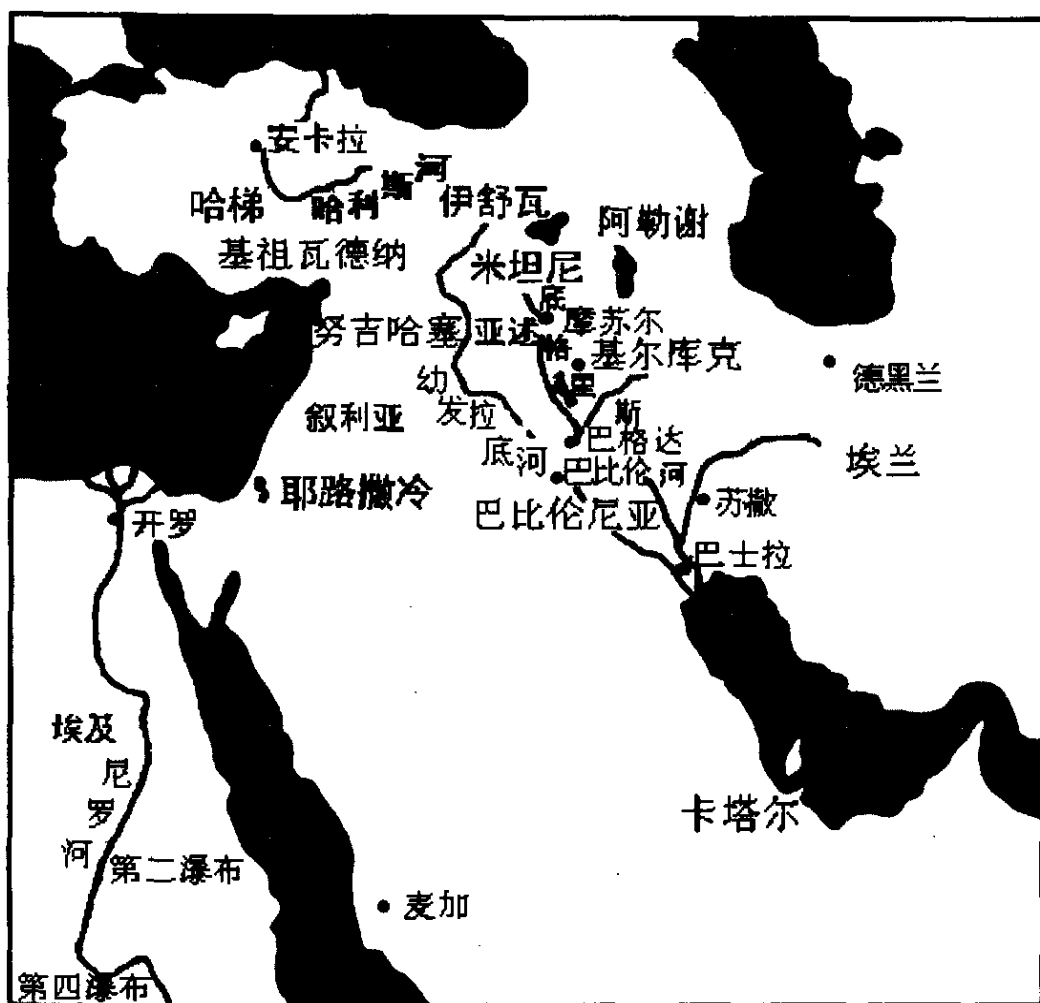 安卡拉
哈利斯河
哈梯
伊舒瓦
阿勒谢
基祖瓦德纳
米坦尼
努吉哈塞
亚述
摩苏尔
底格里斯河
基尔库克
德黑兰
幼发拉底河
叙利亚
巴格达
埃兰
巴比伦
耶路撒冷
苏撒
巴比伦尼亚
开罗
巴士拉
埃及
尼罗河
卡塔尔
第二瀑布
麦加
第四瀑布